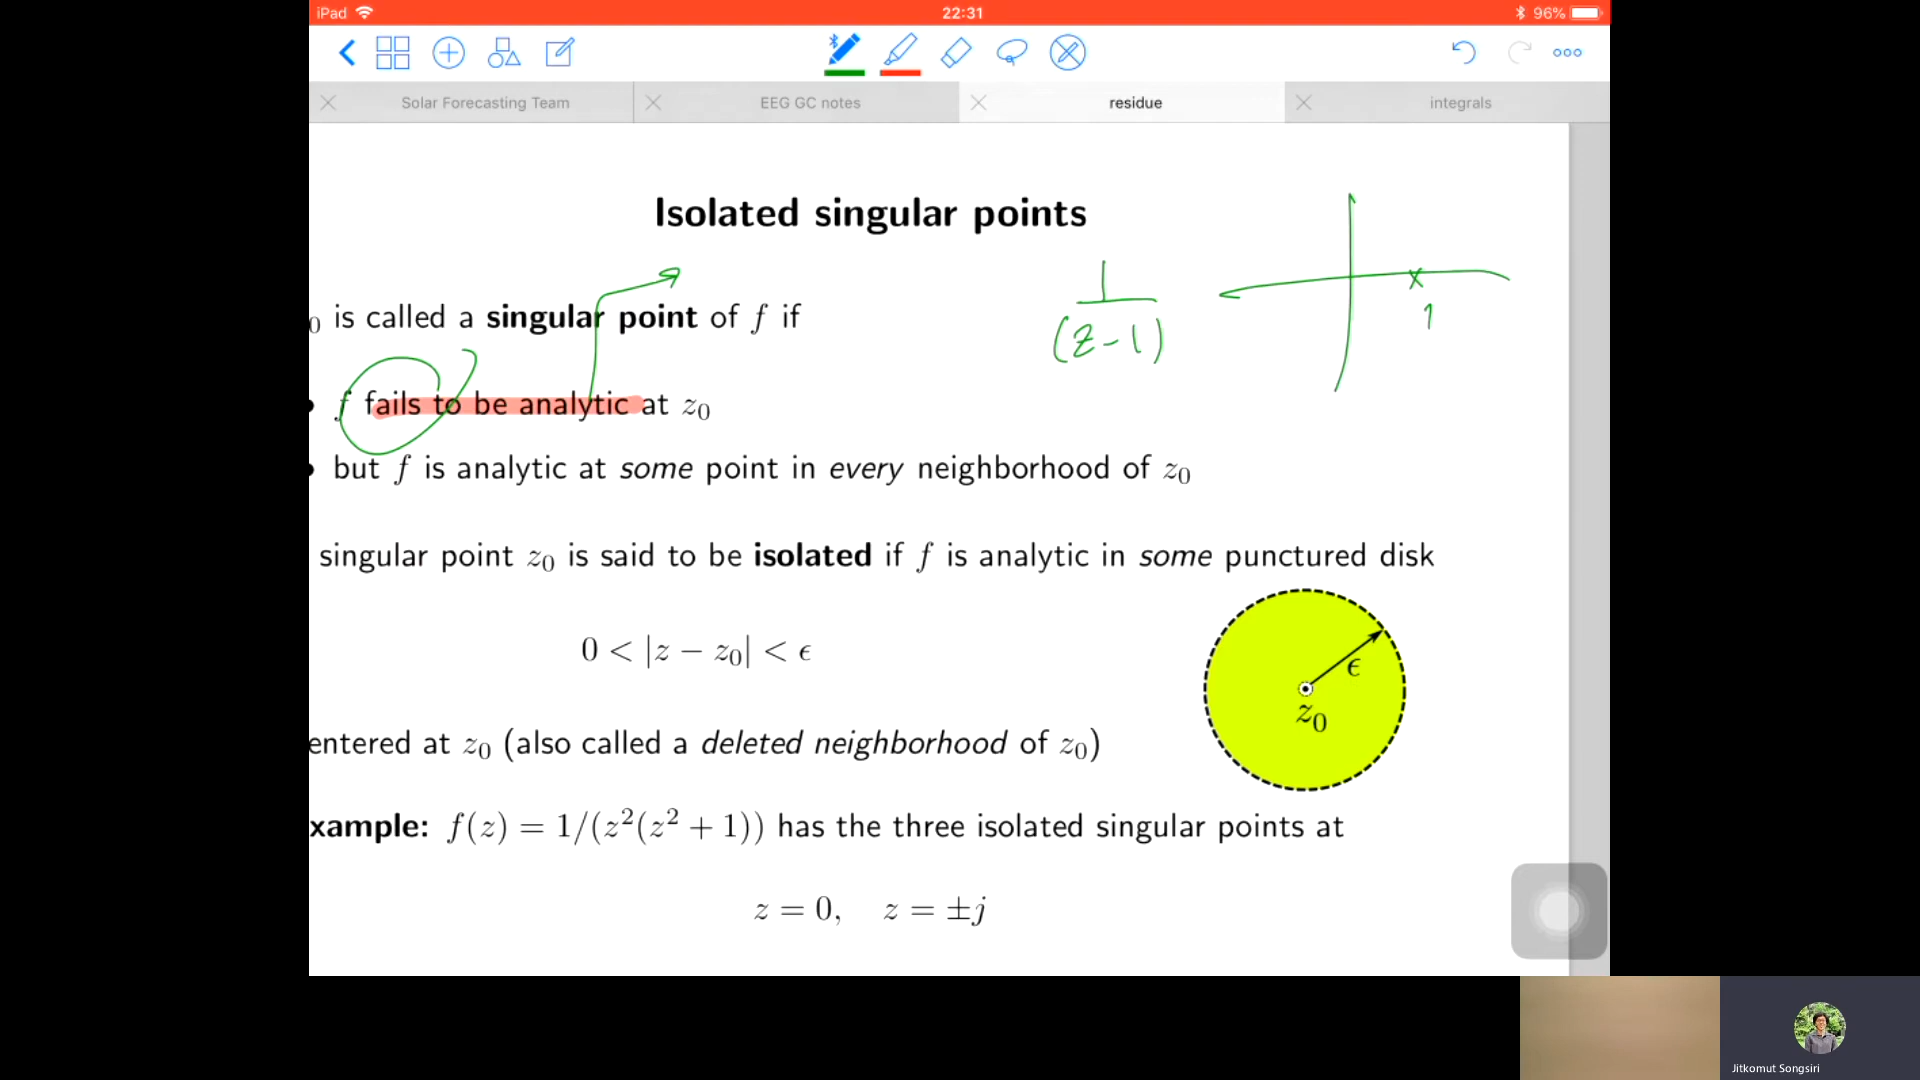 iPad 22:31 96%
Solar Forecasting Team EEG GC notes residue integrals
Isolated singular points
0 is called a singular point of f if
1/(z-1)
1
• f fails to be analytic at z₀
• but f is analytic at some point in every neighborhood of z₀
singular point z₀ is said to be isolated if f is analytic in some punctured disk
0 < |z − z₀| < ϵ
ϵ
z₀
entered at z₀ (also called a deleted neighborhood of z₀)
xample: f(z) = 1/(z²(z² + 1)) has the three isolated singular points at
z = 0, z = ±j
Jitkomut Songsiri